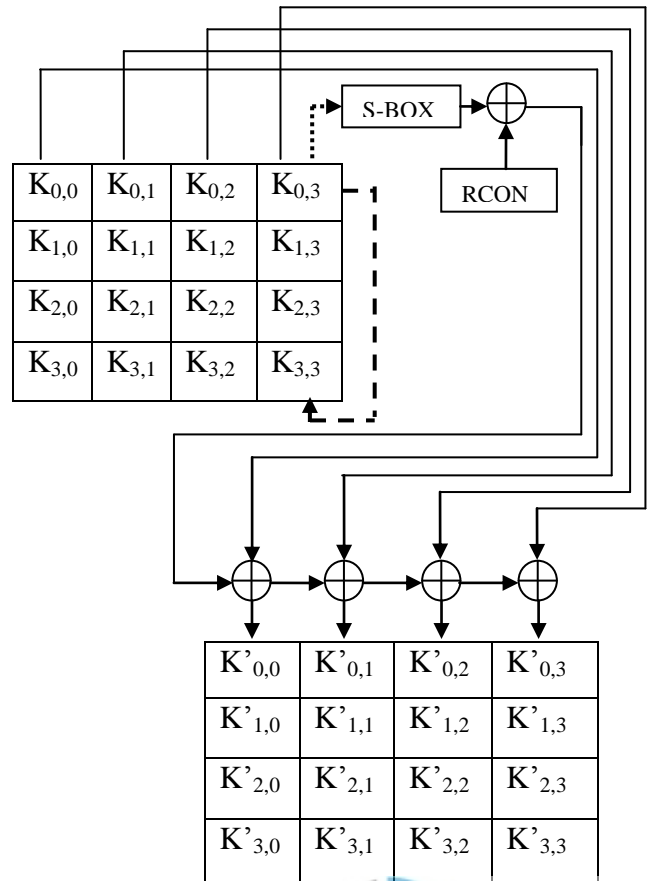 S-BOX
RCON
K0,0 K0,1 K0,2 K0,3
K1,0 K1,1 K1,2 K1,3
K2,0 K2,1 K2,2 K2,3
K3,0 K3,1 K3,2 K3,3
K’0,0 K’0,1 K’0,2 K’0,3
K’1,0 K’1,1 K’1,2 K’1,3
K’2,0 K’2,1 K’2,2 K’2,3
K’3,0 K’3,1 K’3,2 K’3,3